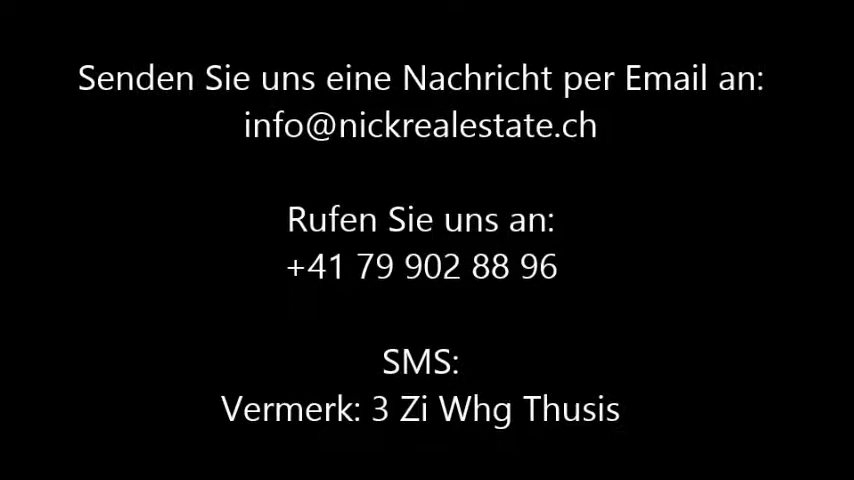 Senden Sie uns eine Nachricht per Email an:
info@nickrealestate.ch
Rufen Sie uns an:
+41 79 902 88 96
SMS:
Vermerk: 3 Zi Whg Thusis